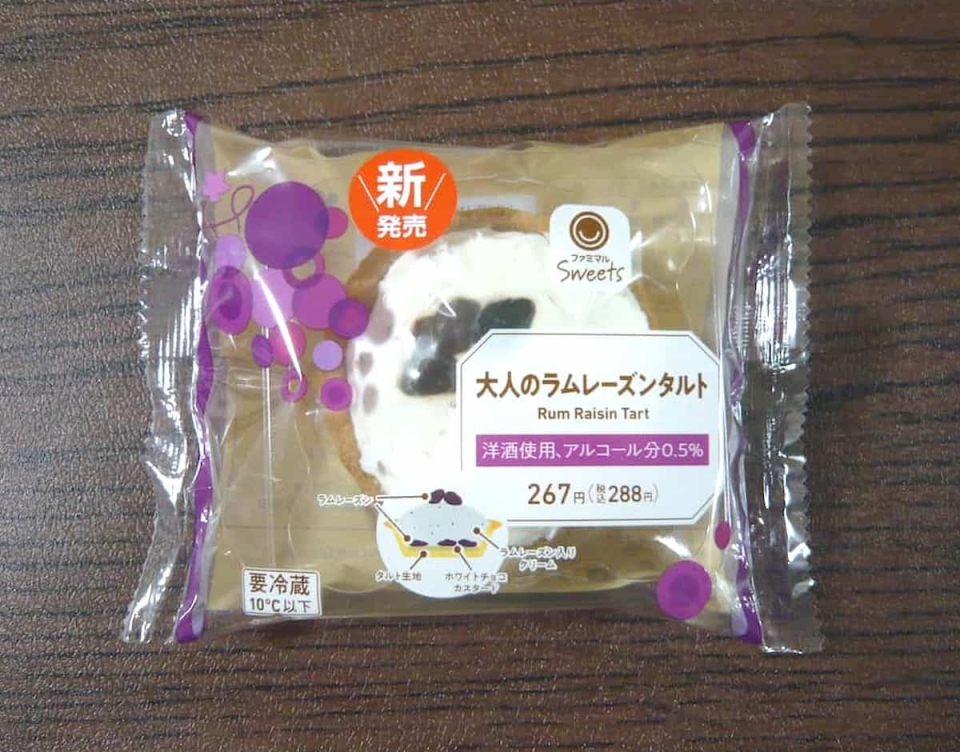 新
発売
ファミマル
Sweets
大人のラムレーズンタルト
Rum Raisin Tart
洋酒使用、アルコール分0.5%
267円(税込288円)
ラムレーズン
ラムレーズン入り
クリーム
タルト生地
ホワイトチョコ
カスタード
要冷蔵
10℃以下